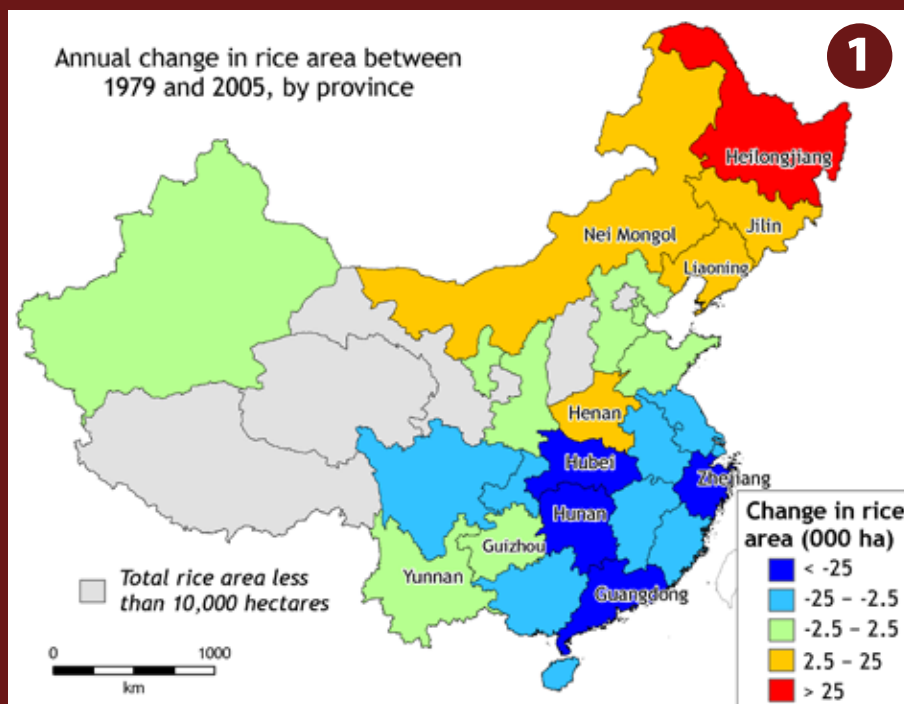 Annual change in rice area between
1979 and 2005, by province
1
Heilongjiang
Jilin
Nei Mongol
Liaoning
Henan
Hubei
Zhejiang
Hunan
Guizhou
Yunnan
Guangdong
Total rice area less
than 10,000 hectares
0 1000
km
Change in rice
area (000 ha)
< -25
-25 – -2.5
-2.5 – 2.5
2.5 – 25
> 25